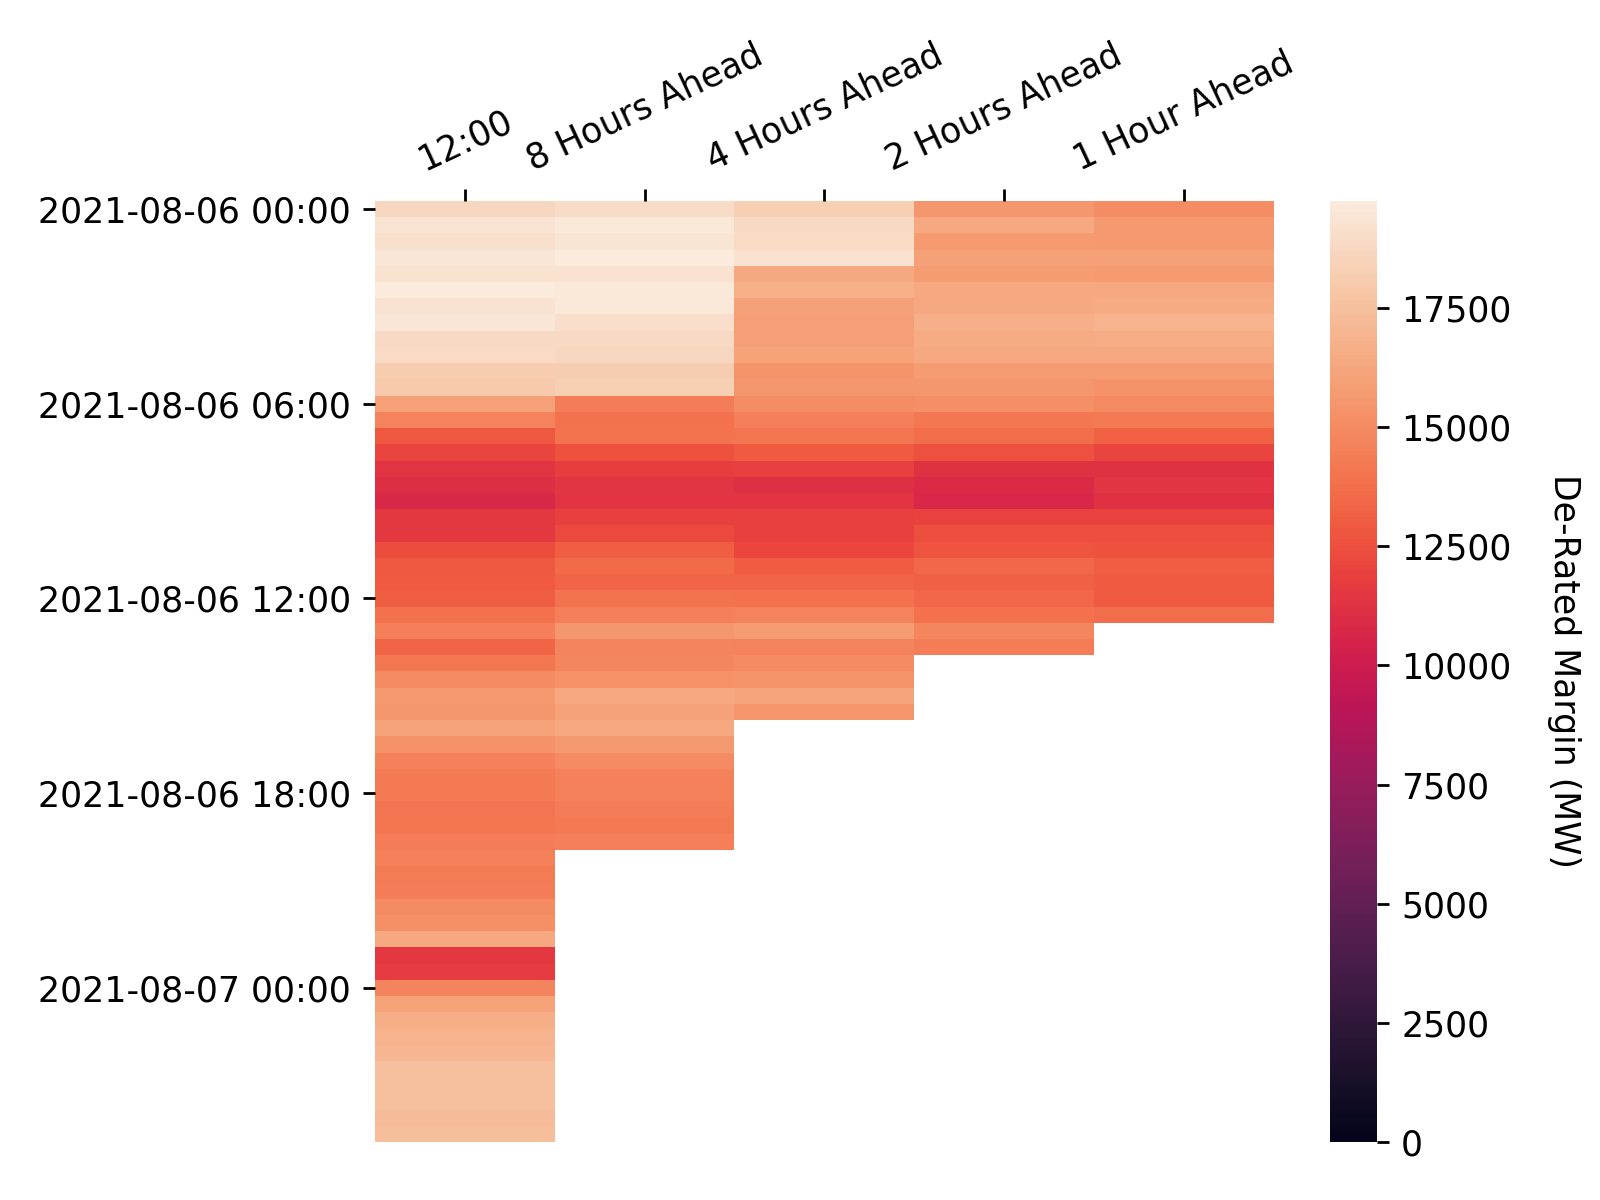 12:00
8 Hours Ahead
4 Hours Ahead
2 Hours Ahead
1 Hour Ahead
2021-08-06 00:00
2021-08-06 06:00
2021-08-06 12:00
2021-08-06 18:00
2021-08-07 00:00
17500
15000
12500
10000
7500
5000
2500
0
De-Rated Margin (MW)